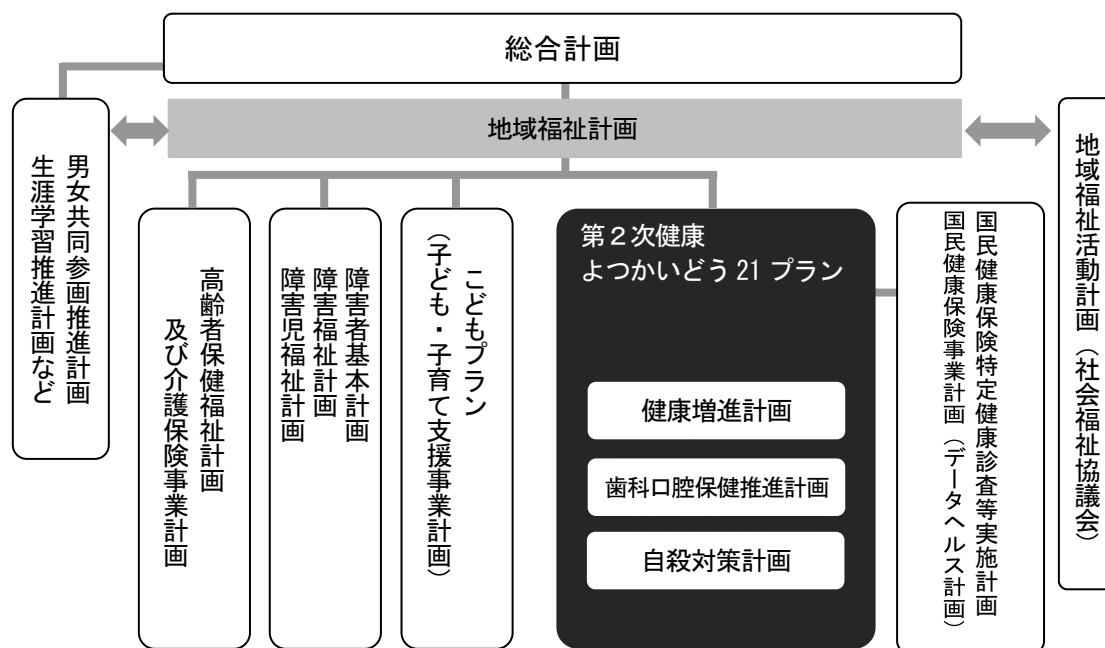 総合計画
地域福祉計画
男女共同参画推進計画
生涯学習推進計画など
高齢者保健福祉計画
及び介護保険事業計画
障害者基本計画
障害福祉計画
障害児福祉計画
こどもプラン
(子ども・子育て支援事業計画)
第2次健康
よつかいどう 21 プラン
健康増進計画
歯科口腔保健推進計画
自殺対策計画
国民健康保険特定健康診査等実施計画
国民健康保険事業計画(データヘルス計画)
地域福祉活動計画(社会福祉協議会)